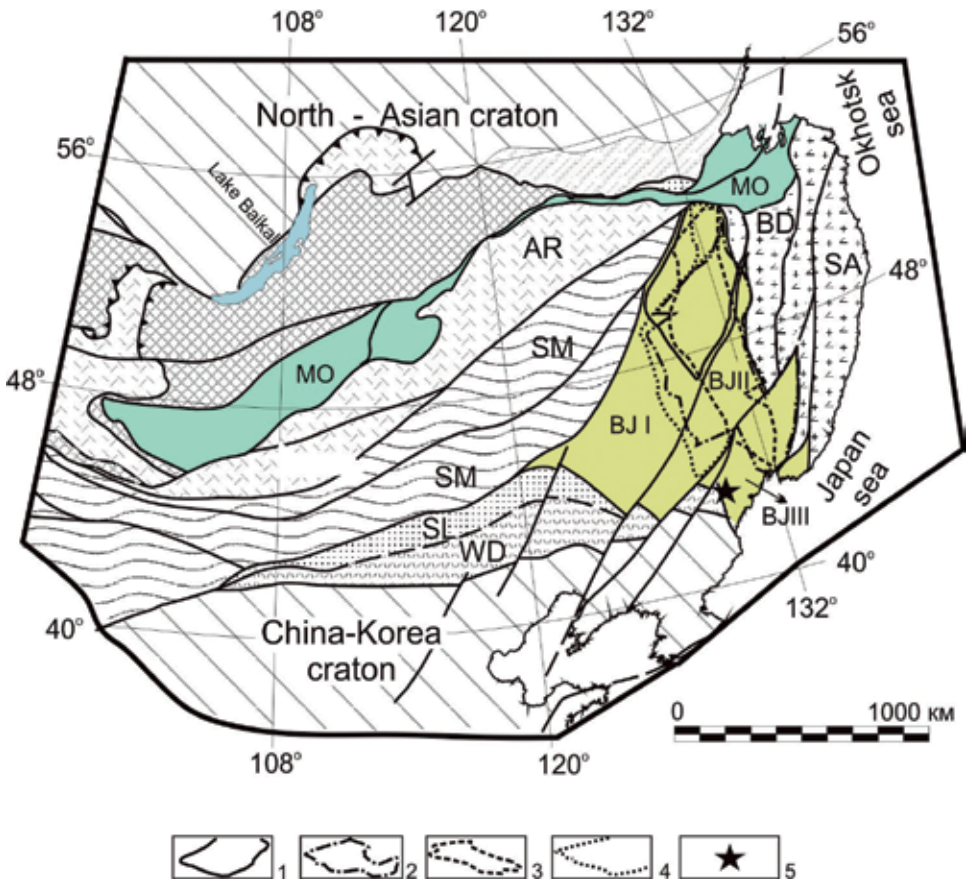 108°
120°
132°
56°
Okhotsk
sea
North - Asian craton
56°
Lake Baikal
MO
BD
AR
SA
48°
SM
MO
48°
BJII
BJ I
SM
Japan
sea
SL
BJIII
WD
40°
132°
40°
China-Korea
craton
0 1000 км
108°
120°
1 2 3 4 5